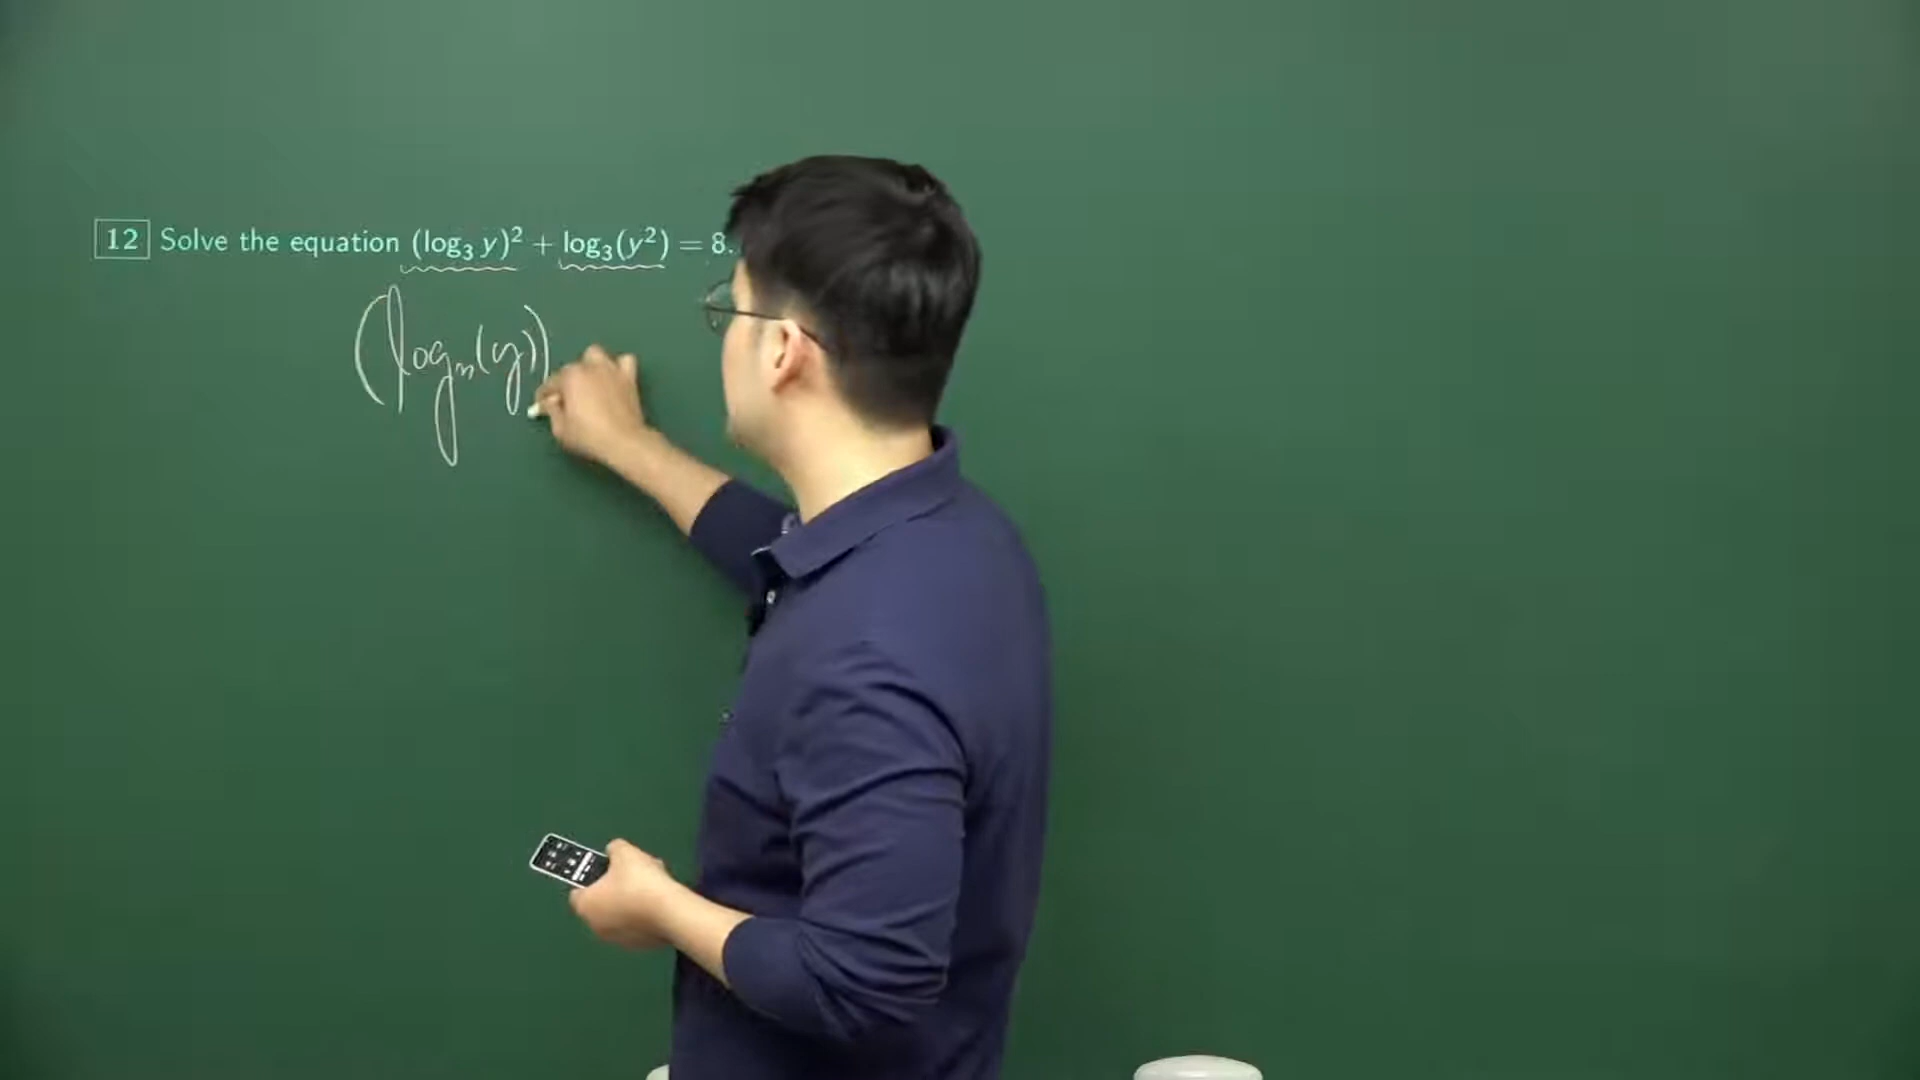 12 Solve the equation (log₃ y)² + log₃(y²) = 8.
(log₃(y))